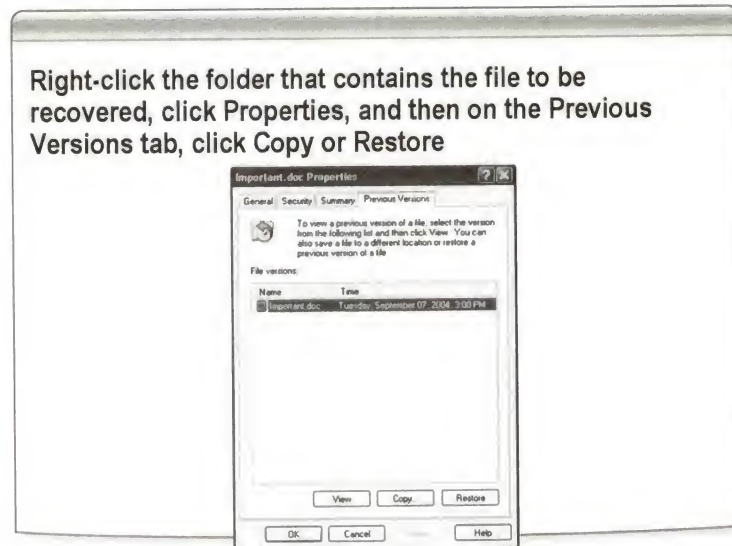 Right-click the folder that contains the file to be
recovered, click Properties, and then on the Previous
Versions tab, click Copy or Restore
Important.doc Properties
General Security Summary Previous Versions
To view a previous version of a file, select the version
from the following list and then click View. You can
also save a file to a different location or restore a
previous version of a file.
File versions:
Name Time
Important.doc Tuesday, September 07, 2004, 3:00 PM
View Copy... Restore
OK Cancel Help